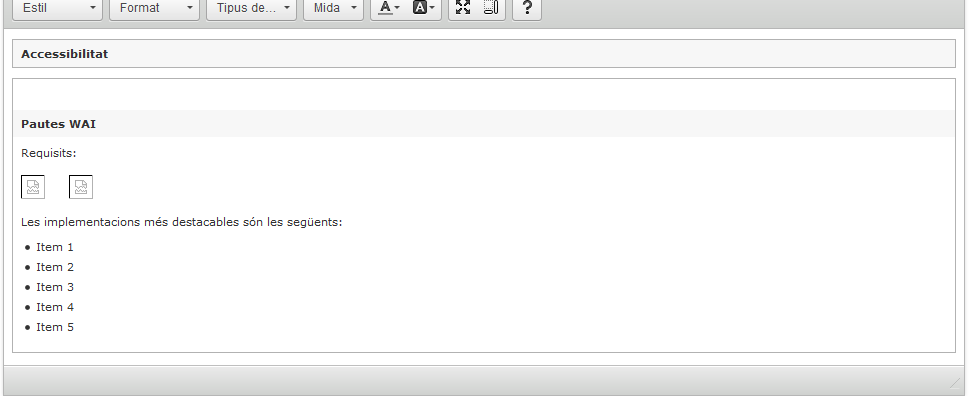 Estil Format Tipus de... Mida A A ?
Accessibilitat
Pautes WAI
Requisits:
Les implementacions més destacables són les següents:
• Item 1
• Item 2
• Item 3
• Item 4
• Item 5